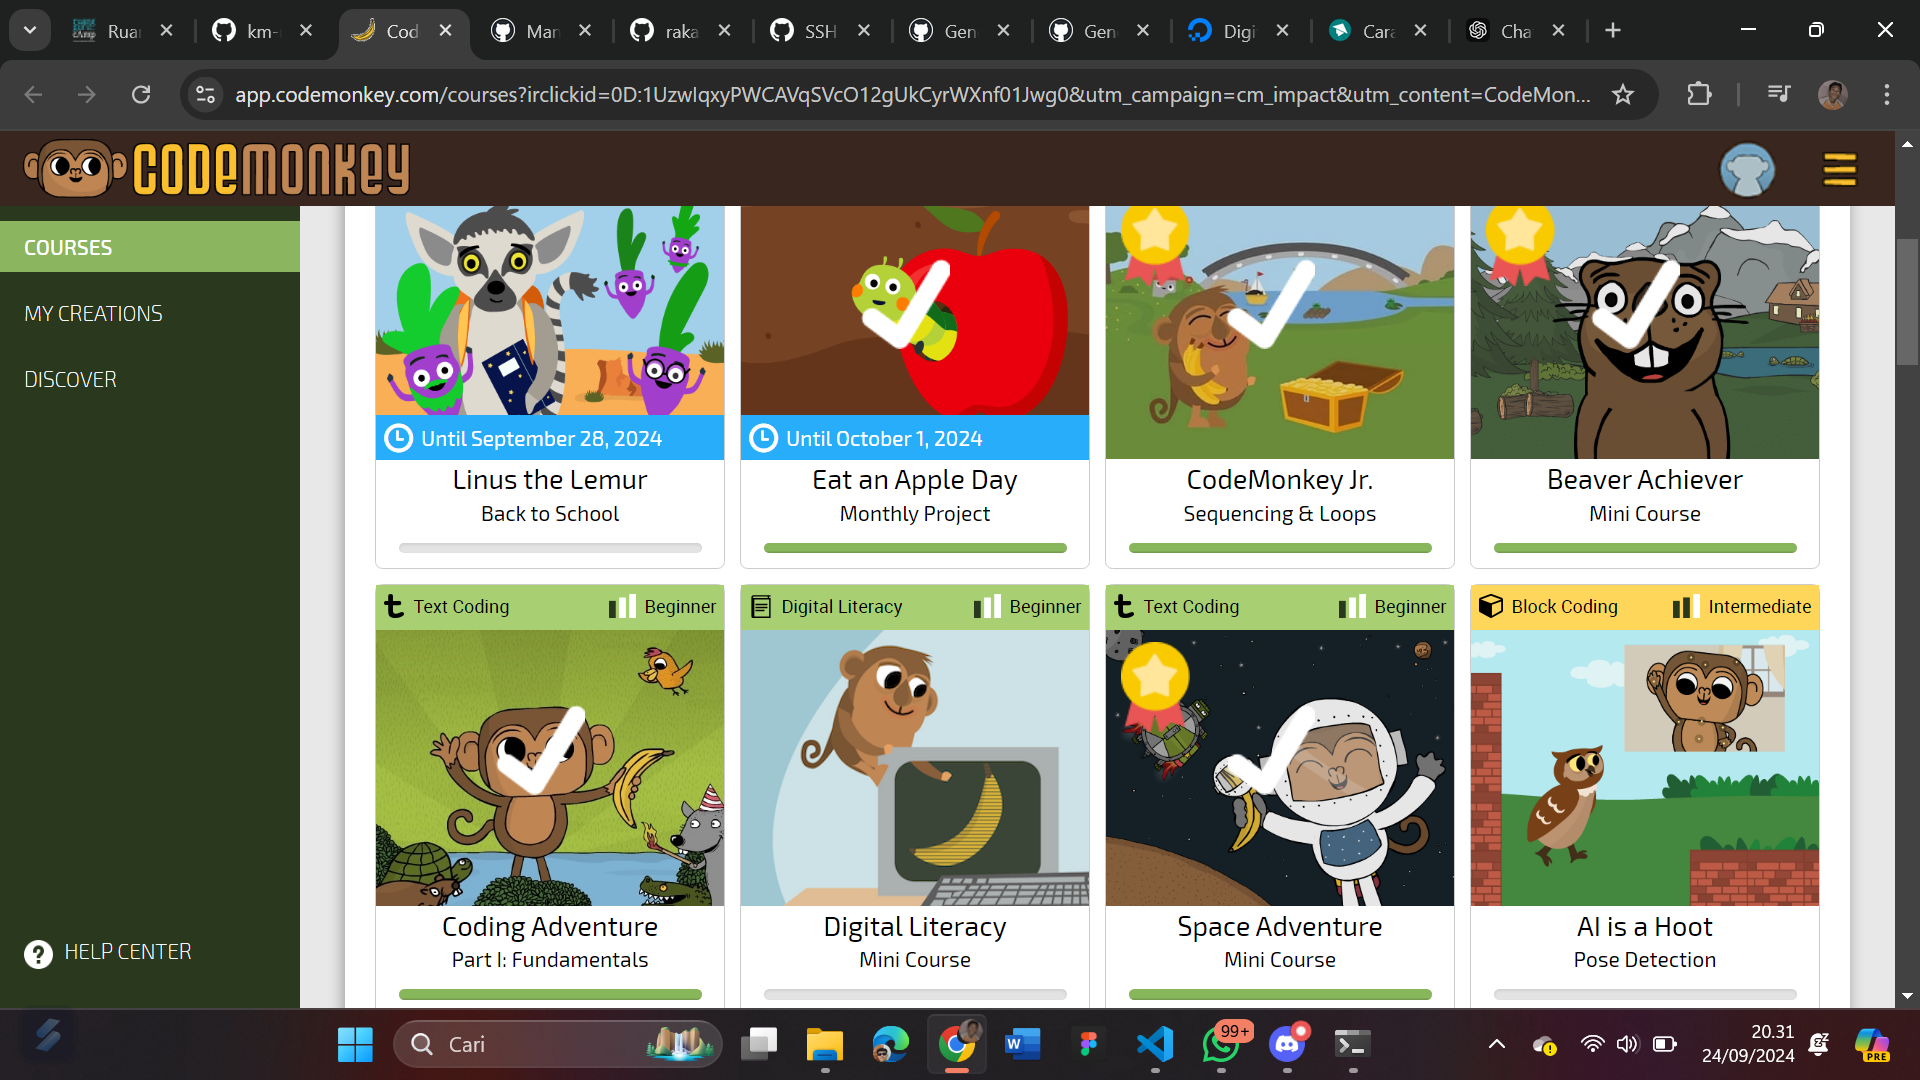 Rua
km-
Cod
Man
raka
SSH
Gen
Gen
Digi
Cara
Cha
app.codemonkey.com/courses?irclickid=0D:1UzwIqxyPWCAVqSVcO12gUkCyrWXnf01Jwg0&utm_campaign=cm_impact&utm_content=CodeMon...
CODEMONKEY
COURSES
MY CREATIONS
DISCOVER
HELP CENTER
Until September 28, 2024
Linus the Lemur
Back to School
Until October 1, 2024
Eat an Apple Day
Monthly Project
CodeMonkey Jr.
Sequencing & Loops
Beaver Achiever
Mini Course
Text Coding Beginner
Coding Adventure
Part I: Fundamentals
Digital Literacy Beginner
Digital Literacy
Mini Course
Text Coding Beginner
Space Adventure
Mini Course
Block Coding Intermediate
AI is a Hoot
Pose Detection
Cari
99+
20.31
24/09/2024
PRE